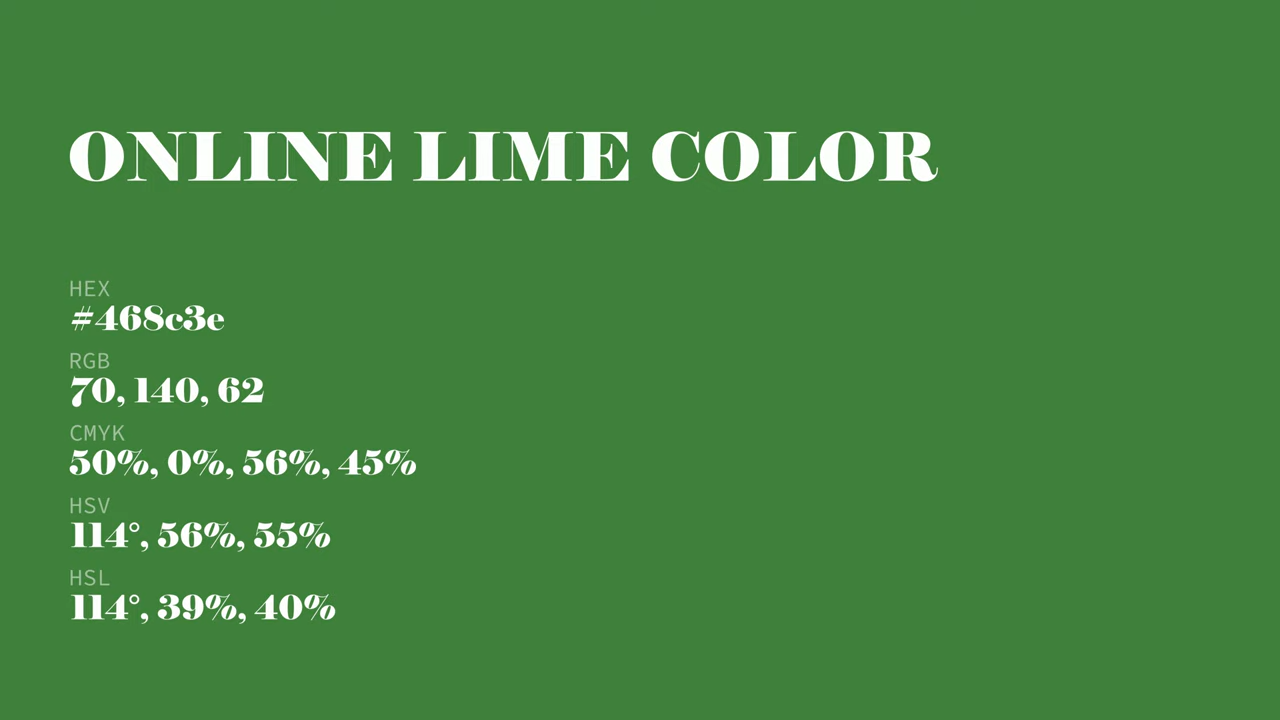 ONLINE LIME COLOR
HEX
#468c3e
RGB
70, 140, 62
CMYK
50%, 0%, 56%, 45%
HSV
114°, 56%, 55%
HSL
114°, 39%, 40%